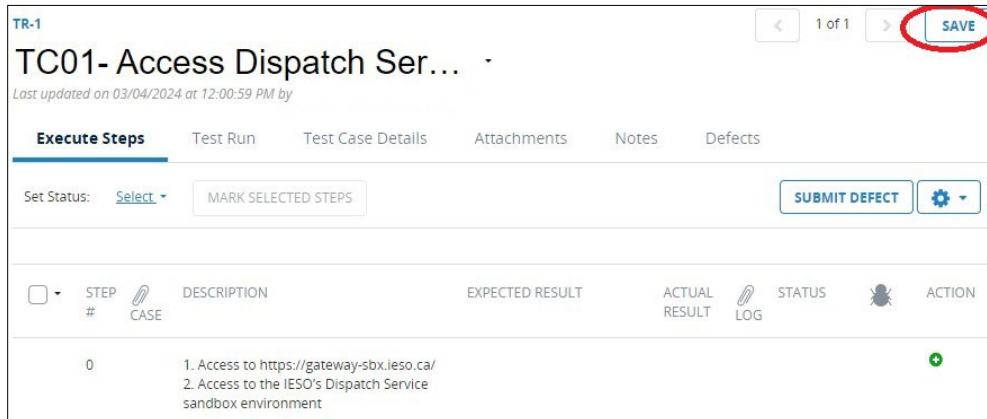 TR-1
1 of 1
SAVE
TC01- Access Dispatch Ser...
Last updated on 03/04/2024 at 12:00:59 PM by
Execute Steps Test Run Test Case Details Attachments Notes Defects
Set Status: Select MARK SELECTED STEPS SUBMIT DEFECT
STEP # CASE DESCRIPTION EXPECTED RESULT ACTUAL RESULT LOG STATUS ACTION
0 1. Access to https://gateway-sbx.ieso.ca/
2. Access to the IESO's Dispatch Service
sandbox environment